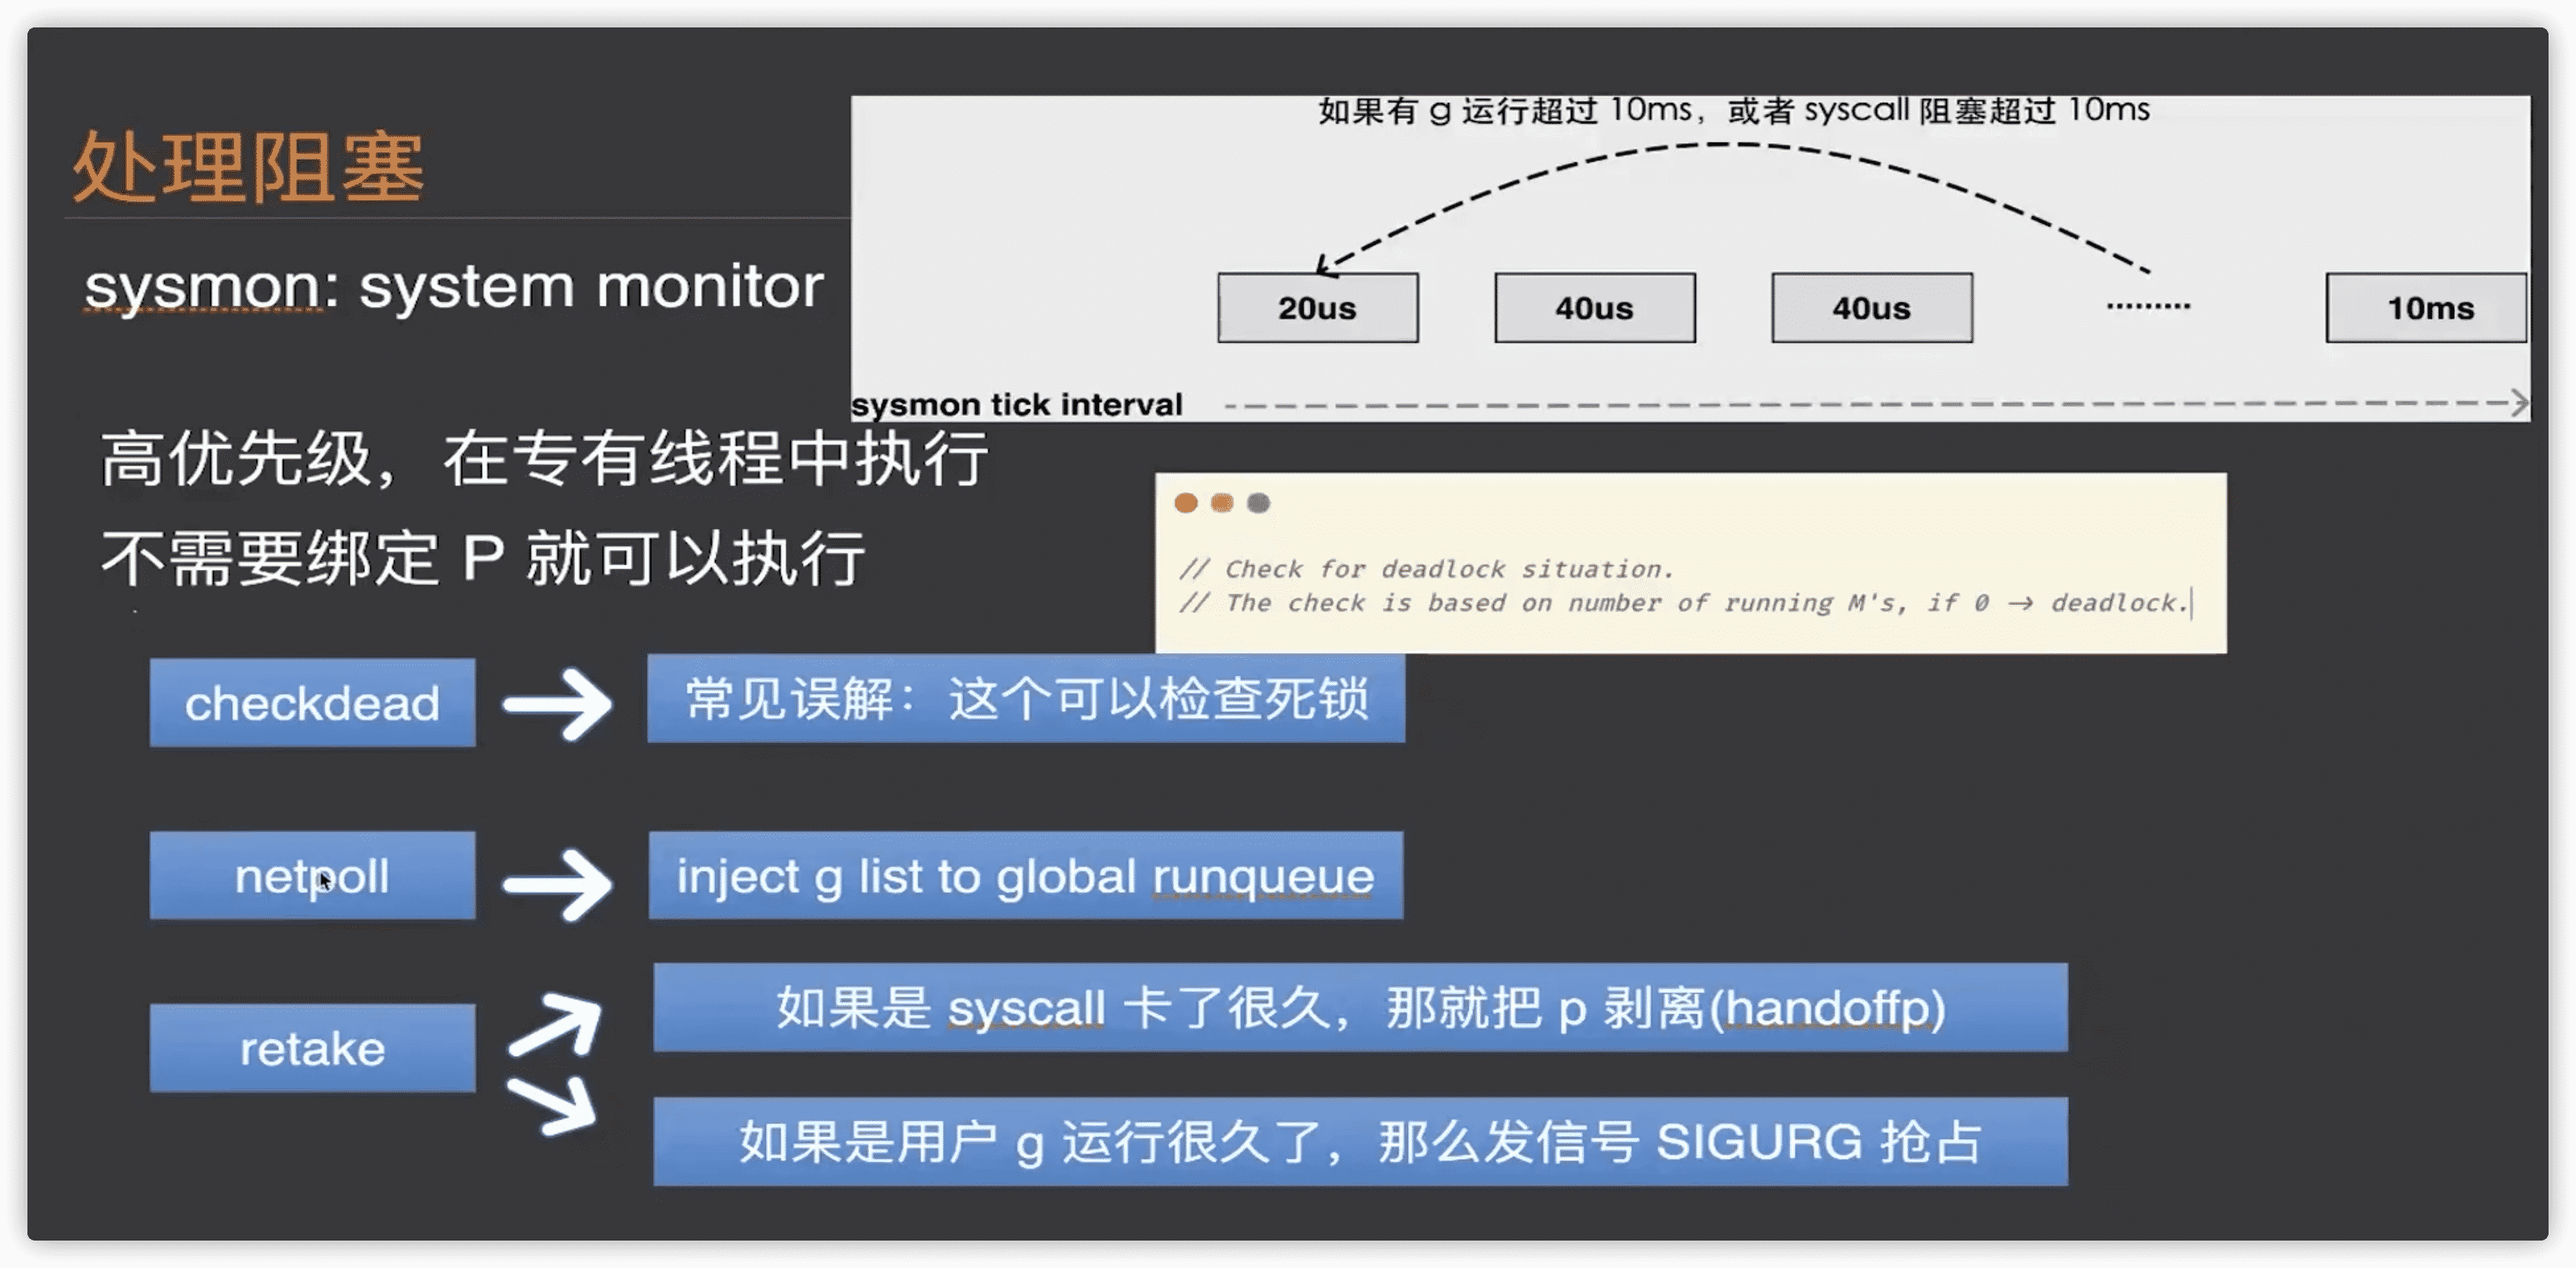 处理阻塞
sysmon: system monitor
如果有 g 运行超过 10ms，或者 syscall 阻塞超过 10ms
20us
40us
40us
.........
10ms
sysmon tick interval
高优先级，在专有线程中执行
不需要绑定 P 就可以执行
// Check for deadlock situation.
// The check is based on number of running M's, if 0 → deadlock.
checkdead
常见误解：这个可以检查死锁
netpoll
inject g list to global runqueue
retake
如果是 syscall 卡了很久，那就把 p 剥离(handoffp)
如果是用户 g 运行很久了，那么发信号 SIGURG 抢占